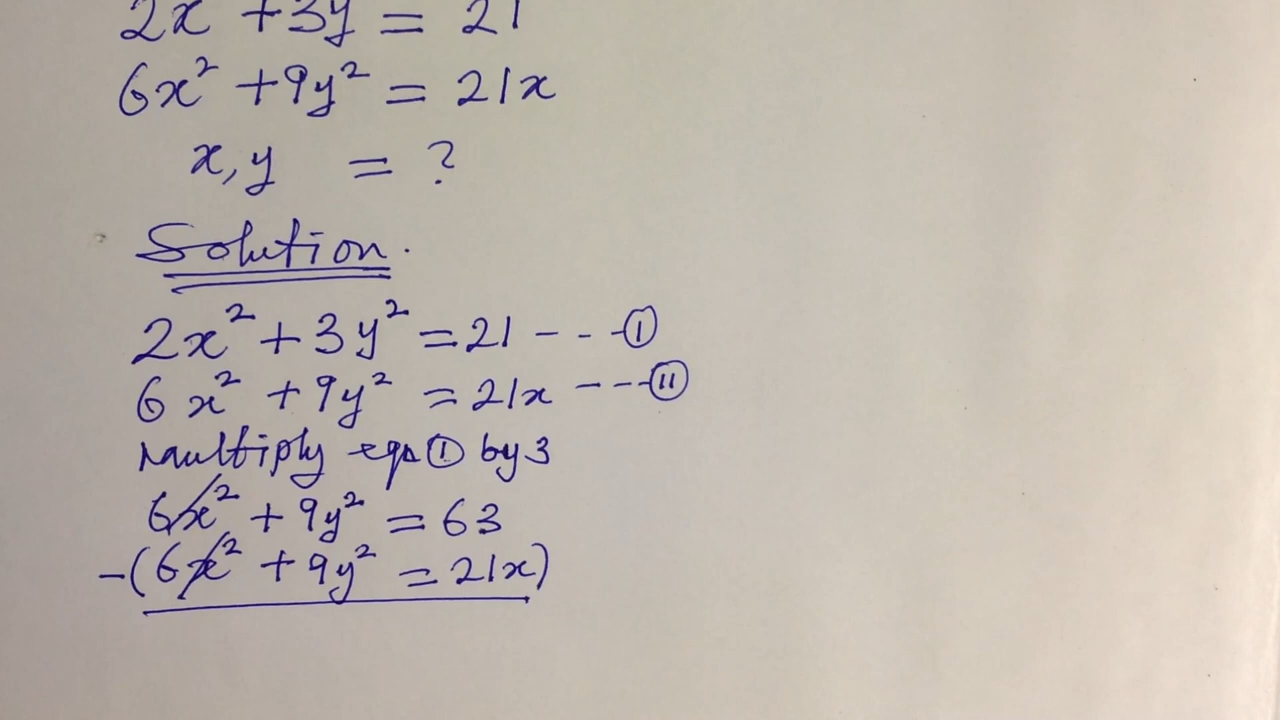 2x + 3y = 21
6x² + 9y² = 21x
x, y = ?
Solution.
2x² + 3y² = 21 - - - ①
6x² + 9y² = 21x - - - ⑪
Multiply eqn ① by 3
6x² + 9y² = 63
-(6x² + 9y² = 21x)